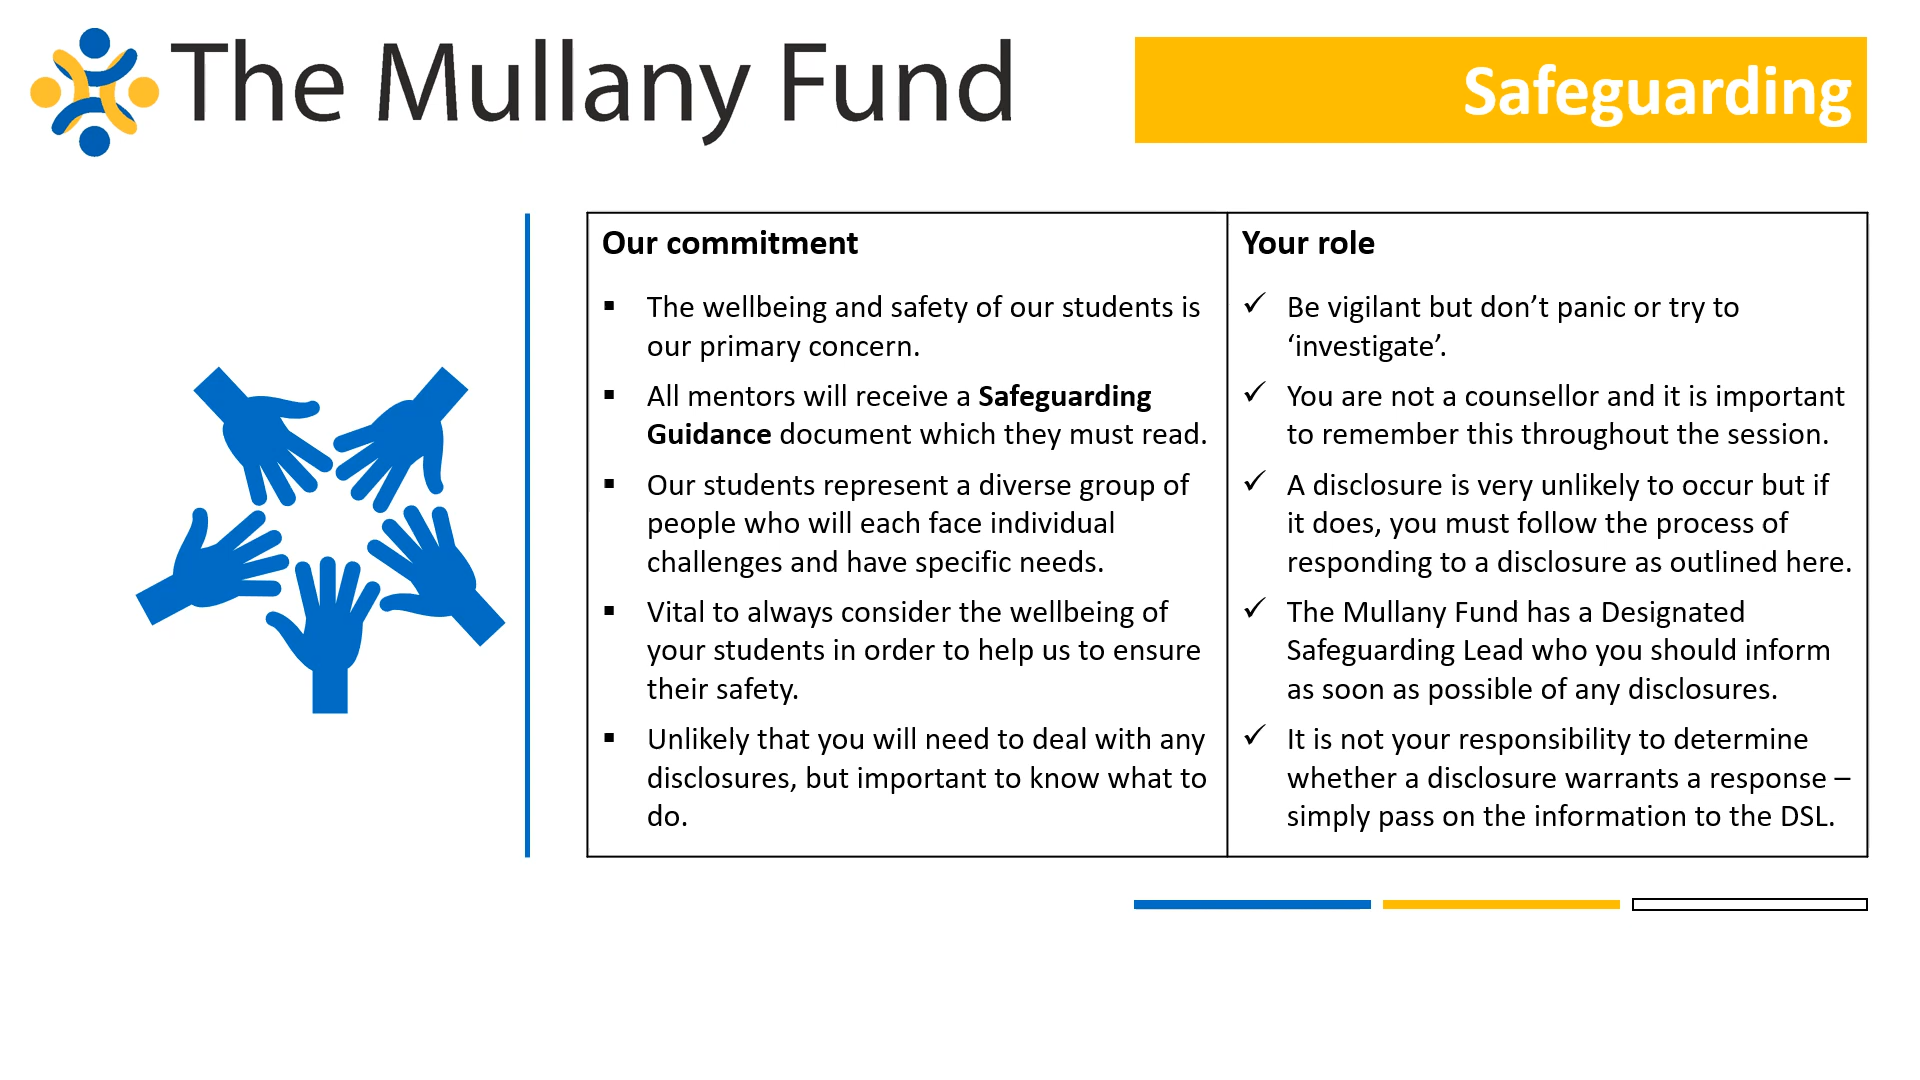 The Mullany Fund
Safeguarding
Our commitment
▪ The wellbeing and safety of our students is
our primary concern.
▪ All mentors will receive a Safeguarding
Guidance document which they must read.
▪ Our students represent a diverse group of
people who will each face individual
challenges and have specific needs.
▪ Vital to always consider the wellbeing of
your students in order to help us to ensure
their safety.
▪ Unlikely that you will need to deal with any
disclosures, but important to know what to
do.
Your role
✓ Be vigilant but don’t panic or try to
‘investigate’.
✓ You are not a counsellor and it is important
to remember this throughout the session.
✓ A disclosure is very unlikely to occur but if
it does, you must follow the process of
responding to a disclosure as outlined here.
✓ The Mullany Fund has a Designated
Safeguarding Lead who you should inform
as soon as possible of any disclosures.
✓ It is not your responsibility to determine
whether a disclosure warrants a response –
simply pass on the information to the DSL.